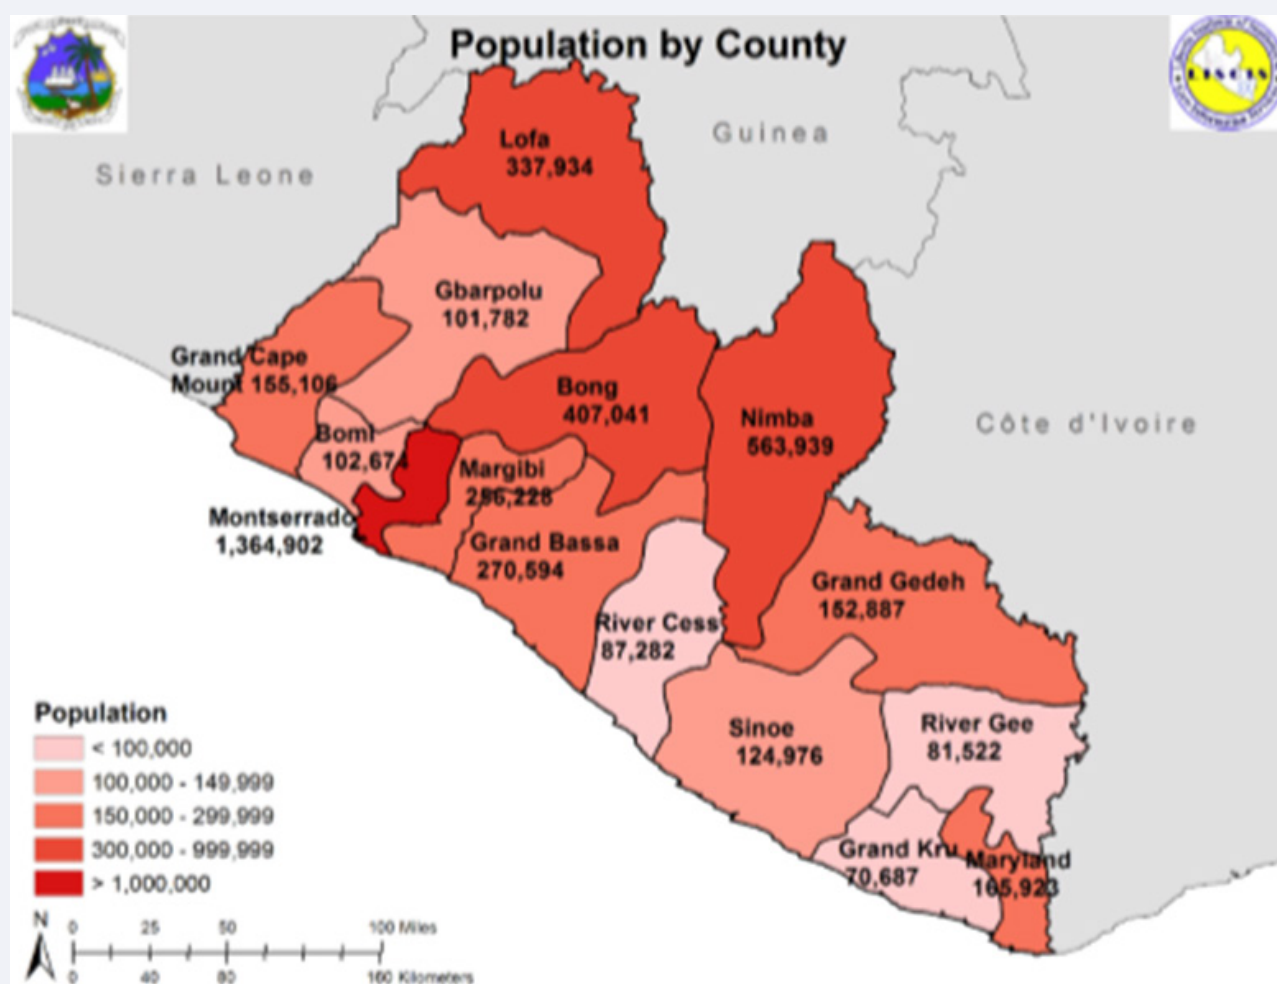 Population by County
LISGIS
Guinea
Sierra Leone
Côte d'Ivoire
Lofa
337,934
Gbarpolu
101,782
Grand Cape
Mount 155,106
Bong
407,041
Nimba
563,939
Bomi
102,674
Margibi
256,228
Montserrado
1,364,902
Grand Bassa
270,594
Grand Gedeh
152,887
River Cess
87,282
Sinoe
124,976
River Gee
81,522
Grand Kru
70,687
Maryland
165,923
Population
< 100,000
100,000 - 149,999
150,000 - 299,999
300,000 - 999,999
> 1,000,000
N
0 25 50 100 Miles
0 40 80 160 Kilometers